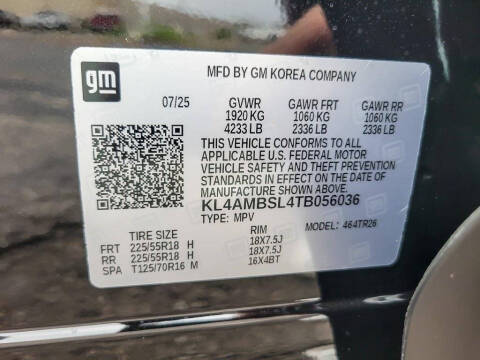 gm
MFD BY GM KOREA COMPANY
07/25 GVWR GAWR FRT GAWR RR
1920 KG 1060 KG 1060 KG
4233 LB 2336 LB 2336 LB
THIS VEHICLE CONFORMS TO ALL
APPLICABLE U.S. FEDERAL MOTOR
VEHICLE SAFETY AND THEFT PREVENTION
STANDARDS IN EFFECT ON THE DATE OF
MANUFACTURE SHOWN ABOVE.
KL4AMBSL4TB056036
TYPE: MPV MODEL: 464TR26
TIRE SIZE RIM
FRT 225/55R18 H 18X7.5J
RR 225/55R18 H 18X7.5J
SPA T125/70R16 M 16X4BT